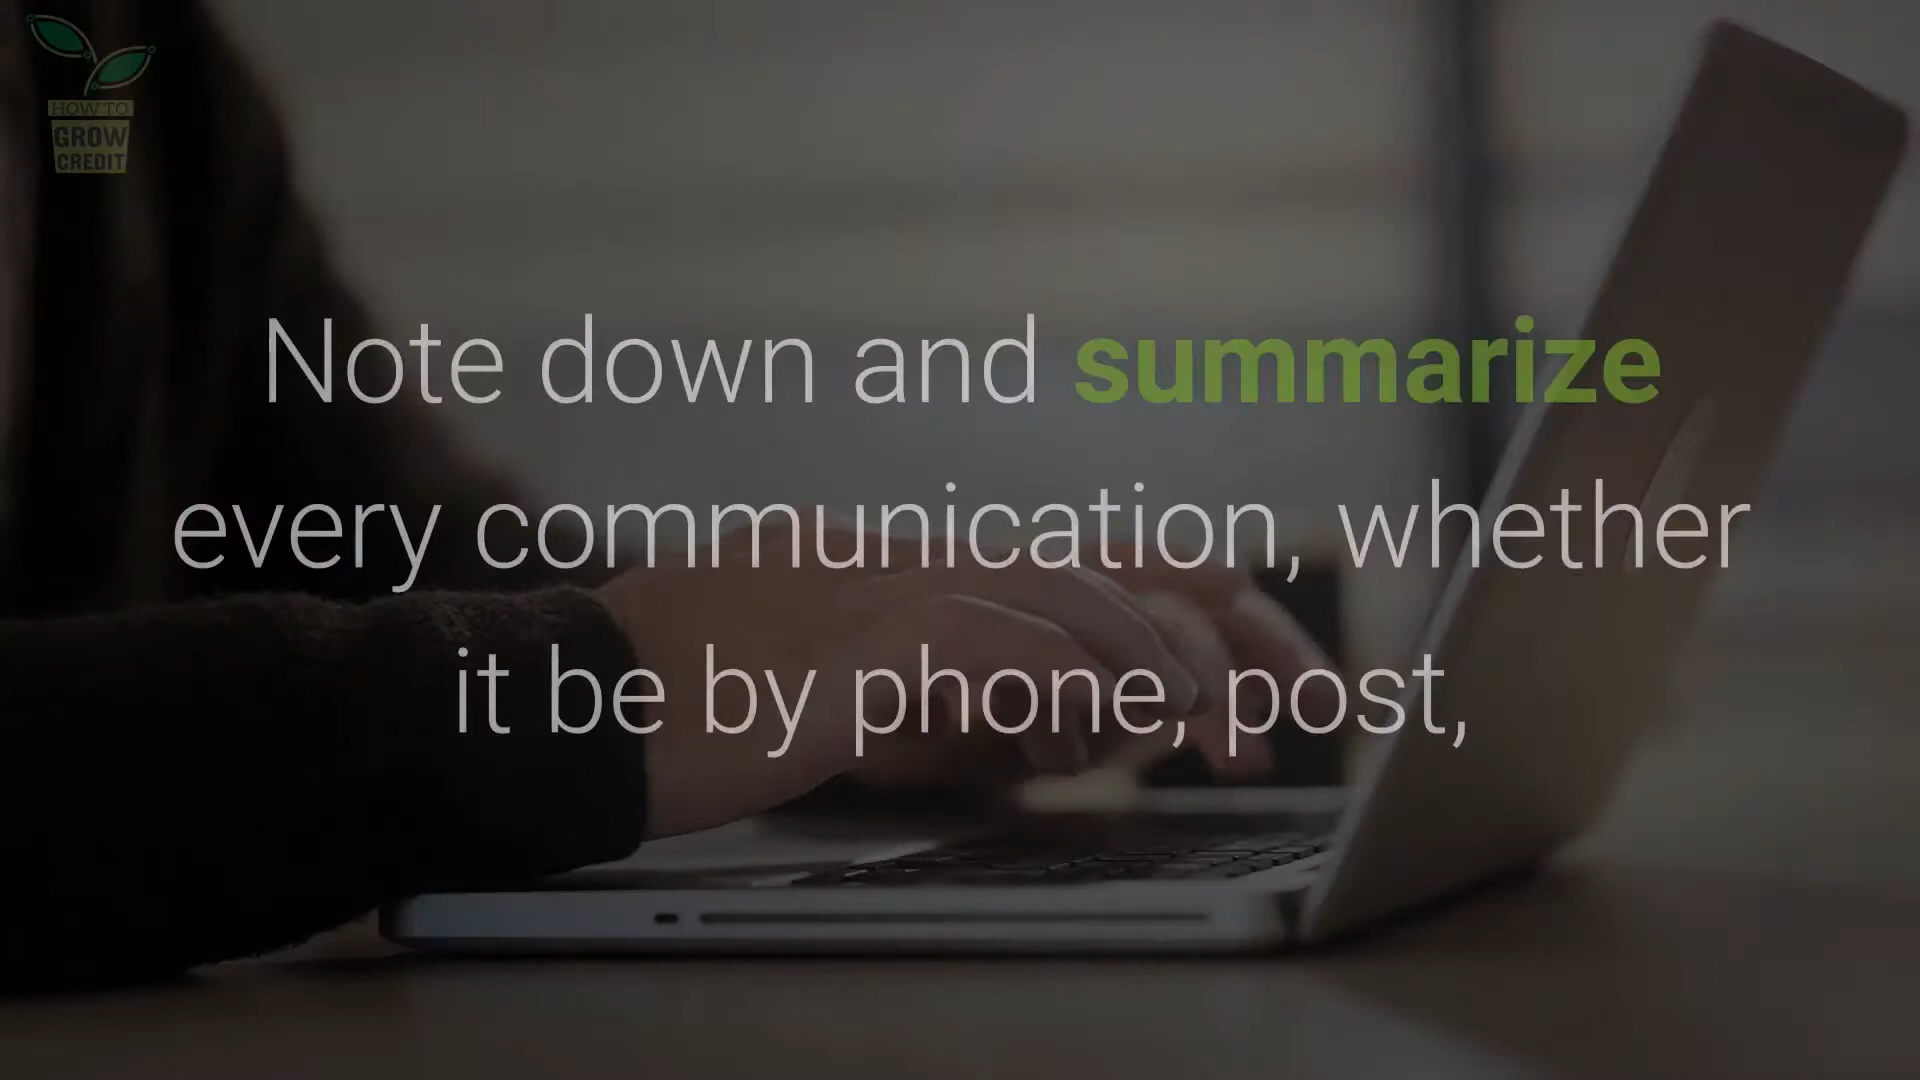 HOW TO
GROW
CREDIT
Note down and summarize
every communication, whether
it be by phone, post,